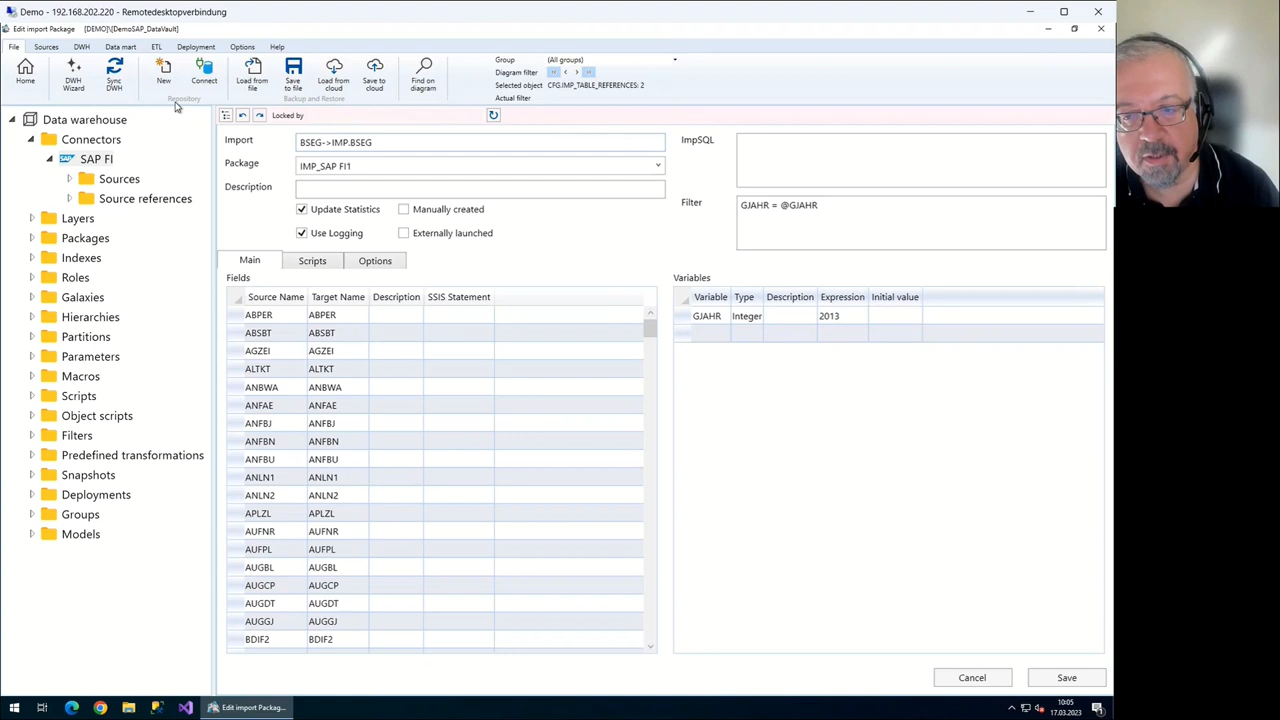 Demo - 192.168.202.220 - Remotedesktopverbindung
Edit import Package [DEMO]\[DemoSAP_DataVault]
File Sources DWH Data mart ETL Deployment Options Help
Home
DWH Wizard
Sync DWH
New
Connect
Repository
Load from file
Save to file
Load from cloud
Save to cloud
Backup and Restore
Find on diagram
Group (All groups)
Diagram filter
Selected object CFG.IMP_TABLE_REFERENCES: 2
Actual filter
Data warehouse
Connectors
SAP SAP FI
Sources
Source references
Layers
Packages
Indexes
Roles
Galaxies
Hierarchies
Partitions
Parameters
Macros
Scripts
Object scripts
Filters
Predefined transformations
Snapshots
Deployments
Groups
Models
Locked by
Import BSEG->IMP.BSEG
Package IMP_SAP FI1
Description
Update Statistics Manually created
Use Logging Externally launched
ImpSQL
Filter GJAHR = @GJAHR
Main Scripts Options
Fields
Source Name Target Name Description SSIS Statement
ABPER ABPER
ABSBT ABSBT
AGZEI AGZEI
ALTKT ALTKT
ANBWA ANBWA
ANFAE ANFAE
ANFBJ ANFBJ
ANFBN ANFBN
ANFBU ANFBU
ANLN1 ANLN1
ANLN2 ANLN2
APLZL APLZL
AUFNR AUFNR
AUFPL AUFPL
AUGBL AUGBL
AUGCP AUGCP
AUGDT AUGDT
AUGGJ AUGGJ
BDIF2 BDIF2
Variables
Variable Type Description Expression Initial value
GJAHR Integer 2013
Cancel Save
Edit import Packag...
10:05
17.03.2023